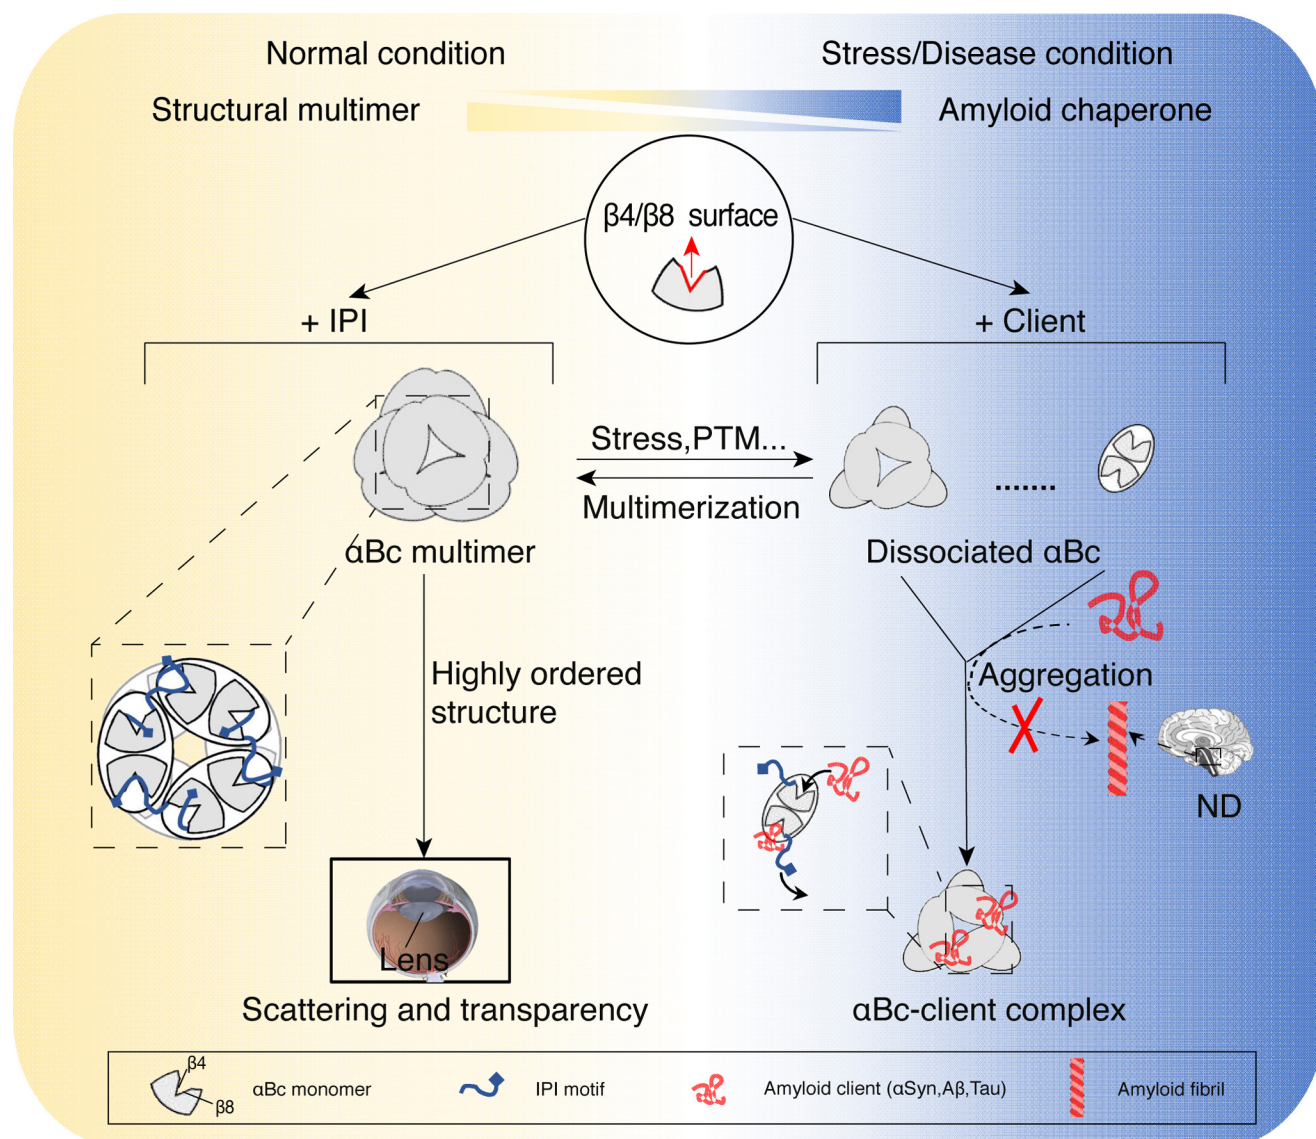 Normal condition
Stress/Disease condition
Structural multimer
Amyloid chaperone
β4/β8 surface
+ IPI
+ Client
Stress,PTM...
Multimerization
.......
αBc multimer
Dissociated αBc
Highly ordered
structure
Aggregation
ND
Lens
Scattering and transparency
αBc-client complex
β4
β8
αBc monomer
IPI motif
Amyloid client (αSyn,Aβ,Tau)
Amyloid fibril